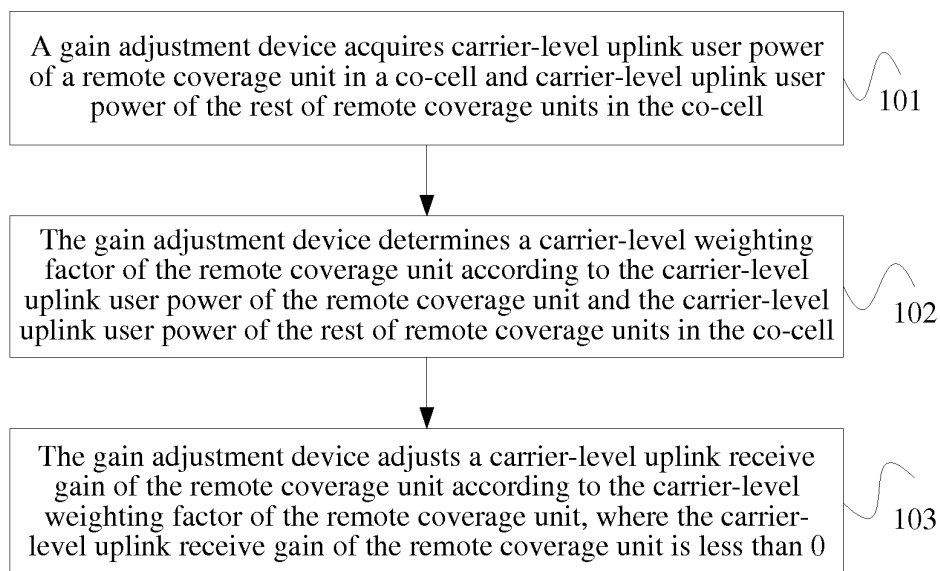 A gain adjustment device acquires carrier-level uplink user power
of a remote coverage unit in a co-cell and carrier-level uplink user
power of the rest of remote coverage units in the co-cell
101
The gain adjustment device determines a carrier-level weighting
factor of the remote coverage unit according to the carrier-level
uplink user power of the remote coverage unit and the carrier-level
uplink user power of the rest of remote coverage units in the co-cell
102
The gain adjustment device adjusts a carrier-level uplink receive
gain of the remote coverage unit according to the carrier-level
weighting factor of the remote coverage unit, where the carrier-
level uplink receive gain of the remote coverage unit is less than 0
103